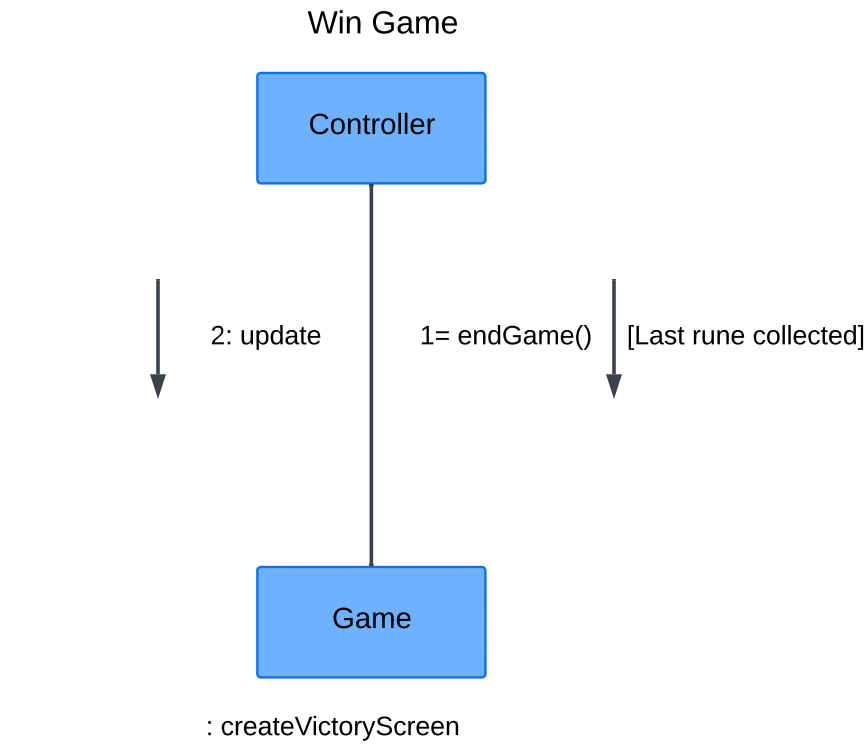 Win Game
Controller
2: update
1= endGame()
[Last rune collected]
Game
: createVictoryScreen